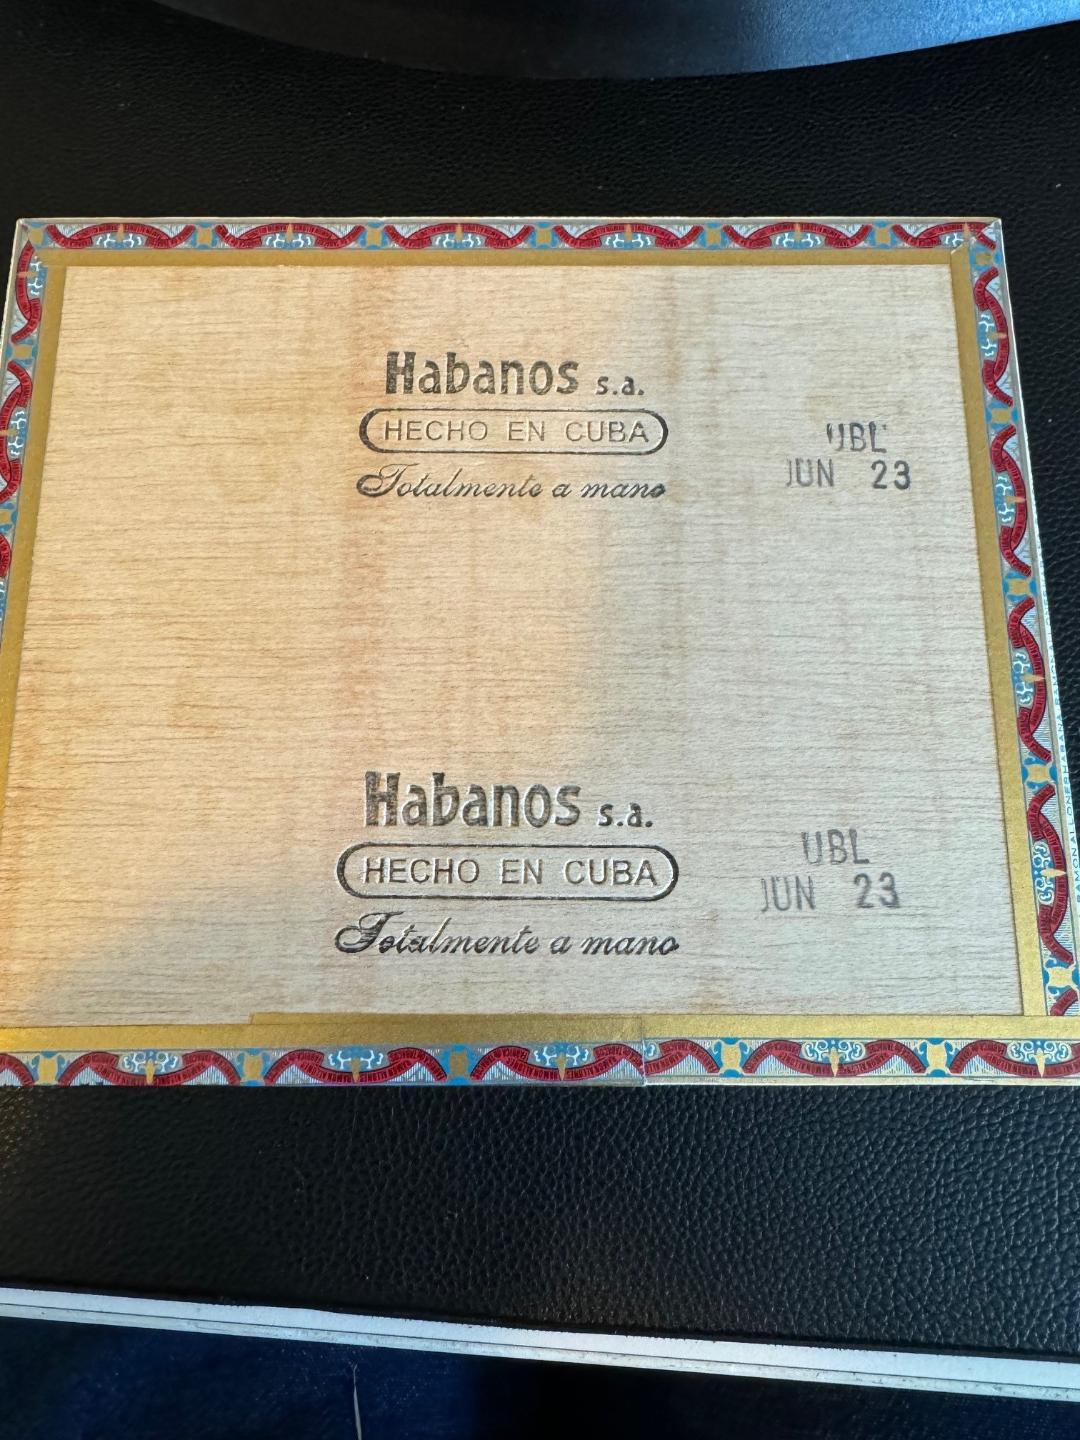 Habanos s.a.
HECHO EN CUBA
Totalmente a mano
UBL
JUN 23
Habanos s.a.
HECHO EN CUBA
Totalmente a mano
UBL
JUN 23